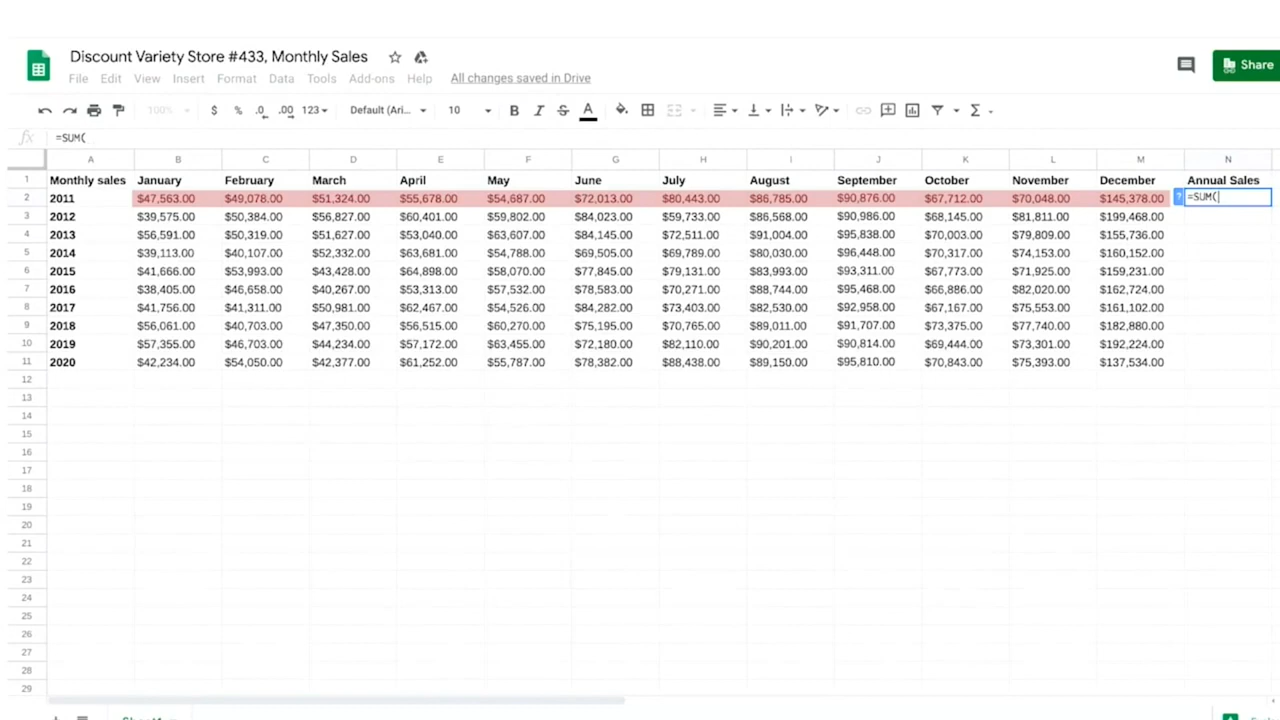 Discount Variety Store #433, Monthly Sales
File Edit View Insert Format Data Tools Add-ons Help All changes saved in Drive
Share
100% $ % .0 .00 123 Default (Ari... 10 B I S A Σ
fx =SUM(
A B C D E F G H I J K L M N
1 Monthly sales January February March April May June July August September October November December Annual Sales
2 2011 $47,563.00 $49,078.00 $51,324.00 $55,678.00 $54,687.00 $72,013.00 $80,443.00 $86,785.00 $90,876.00 $67,712.00 $70,048.00 $145,378.00 ? =SUM(
3 2012 $39,575.00 $50,384.00 $56,827.00 $60,401.00 $59,802.00 $84,023.00 $59,733.00 $86,568.00 $90,986.00 $68,145.00 $81,811.00 $199,468.00
4 2013 $56,591.00 $50,319.00 $51,627.00 $53,040.00 $63,607.00 $84,145.00 $72,511.00 $91,004.00 $95,838.00 $70,003.00 $79,809.00 $155,736.00
5 2014 $39,113.00 $40,107.00 $52,332.00 $63,681.00 $54,788.00 $69,505.00 $69,789.00 $80,030.00 $96,448.00 $70,317.00 $74,153.00 $160,152.00
6 2015 $41,666.00 $53,993.00 $43,428.00 $64,898.00 $58,070.00 $77,845.00 $79,131.00 $83,993.00 $93,311.00 $67,773.00 $71,925.00 $159,231.00
7 2016 $38,405.00 $46,658.00 $40,267.00 $53,313.00 $57,532.00 $78,583.00 $70,271.00 $88,744.00 $95,468.00 $66,886.00 $82,020.00 $162,724.00
8 2017 $41,756.00 $41,311.00 $50,981.00 $62,467.00 $54,526.00 $84,282.00 $73,403.00 $82,530.00 $92,958.00 $67,167.00 $75,553.00 $161,102.00
9 2018 $56,061.00 $40,703.00 $47,350.00 $56,515.00 $60,270.00 $75,195.00 $70,765.00 $89,011.00 $91,707.00 $73,375.00 $77,740.00 $182,880.00
10 2019 $57,355.00 $46,703.00 $44,234.00 $57,172.00 $63,455.00 $72,180.00 $82,110.00 $90,201.00 $90,814.00 $69,444.00 $73,301.00 $192,224.00
11 2020 $42,234.00 $54,050.00 $42,377.00 $61,252.00 $55,787.00 $78,382.00 $88,438.00 $89,150.00 $95,810.00 $70,843.00 $75,393.00 $137,534.00
12
13
14
15
16
17
18
19
20
21
22
23
24
25
26
27
28
29